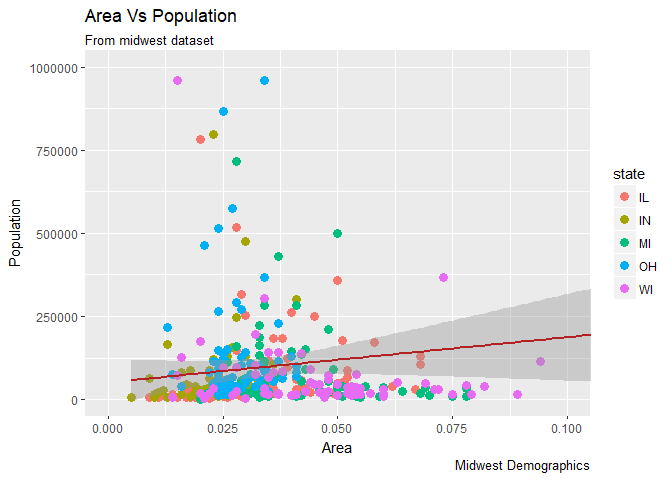 Area Vs Population
From midwest dataset
1000000
750000
500000
250000
0
Population
0.000
0.025
0.050
0.075
0.100
Area
Midwest Demographics
state
IL
IN
MI
OH
WI